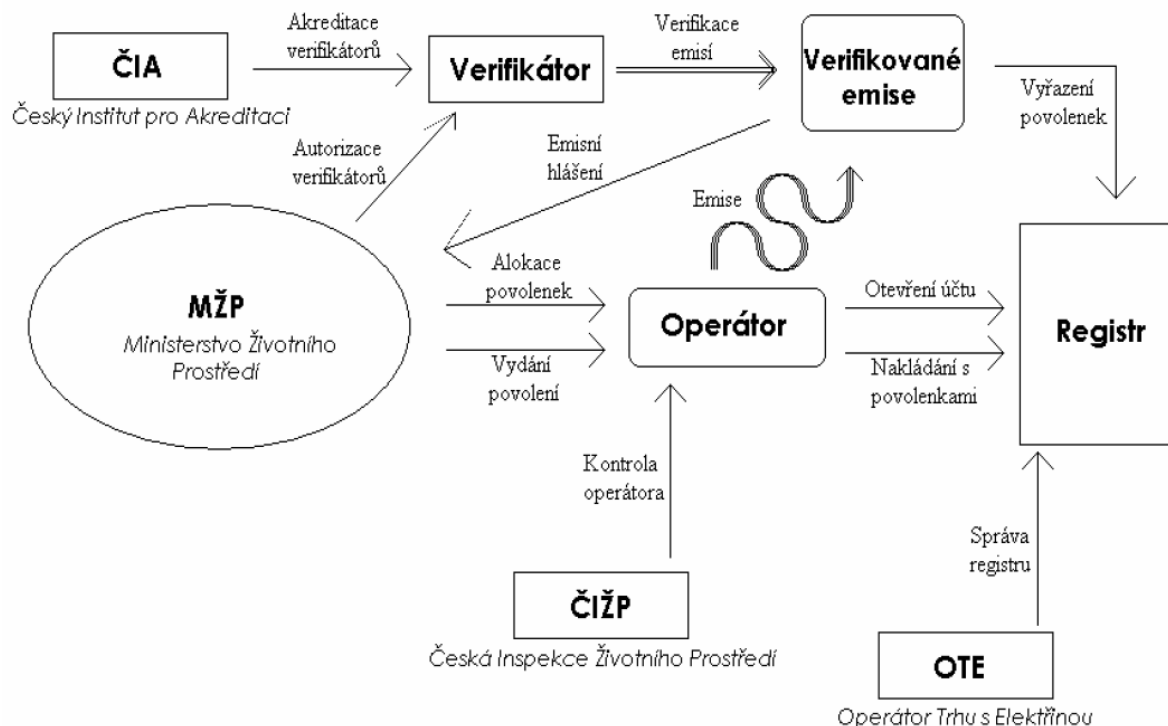 Akreditace
verifikátorů
Verifikace
emisí
ČIA
Verifikátor
Verifikované
emise
Vyřazení
povolenek
Český Institut pro Akreditaci
Autorizace
verifikátorů
Emisní
hlášení
Emise
MŽP
Ministerstvo Životního
Prostředí
Alokace
povolenek
Vydání
povolení
Operátor
Otevření účtu
Nakládání s
povolenkami
Registr
Kontrola
operátora
Správa
registru
ČIŽP
Česká Inspekce Životního Prostředí
OTE
Operátor Trhu s Elektřinou